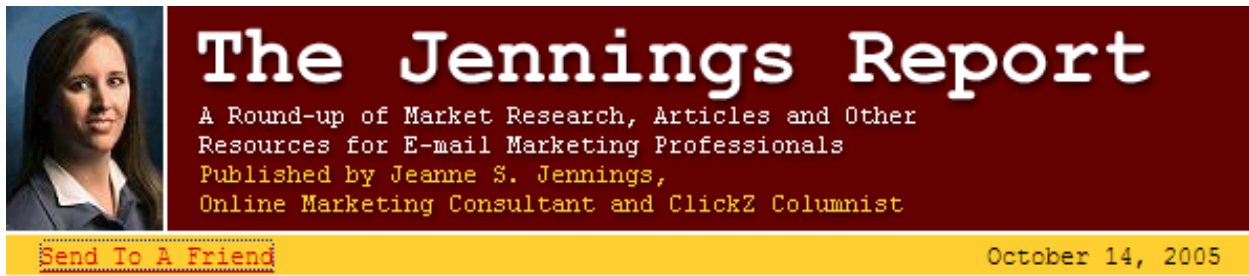 The Jennings Report
A Round-up of Market Research, Articles and Other
Resources for E-mail Marketing Professionals
Published by Jeanne S. Jennings,
Online Marketing Consultant and ClickZ Columnist
Send To A Friend October 14, 2005